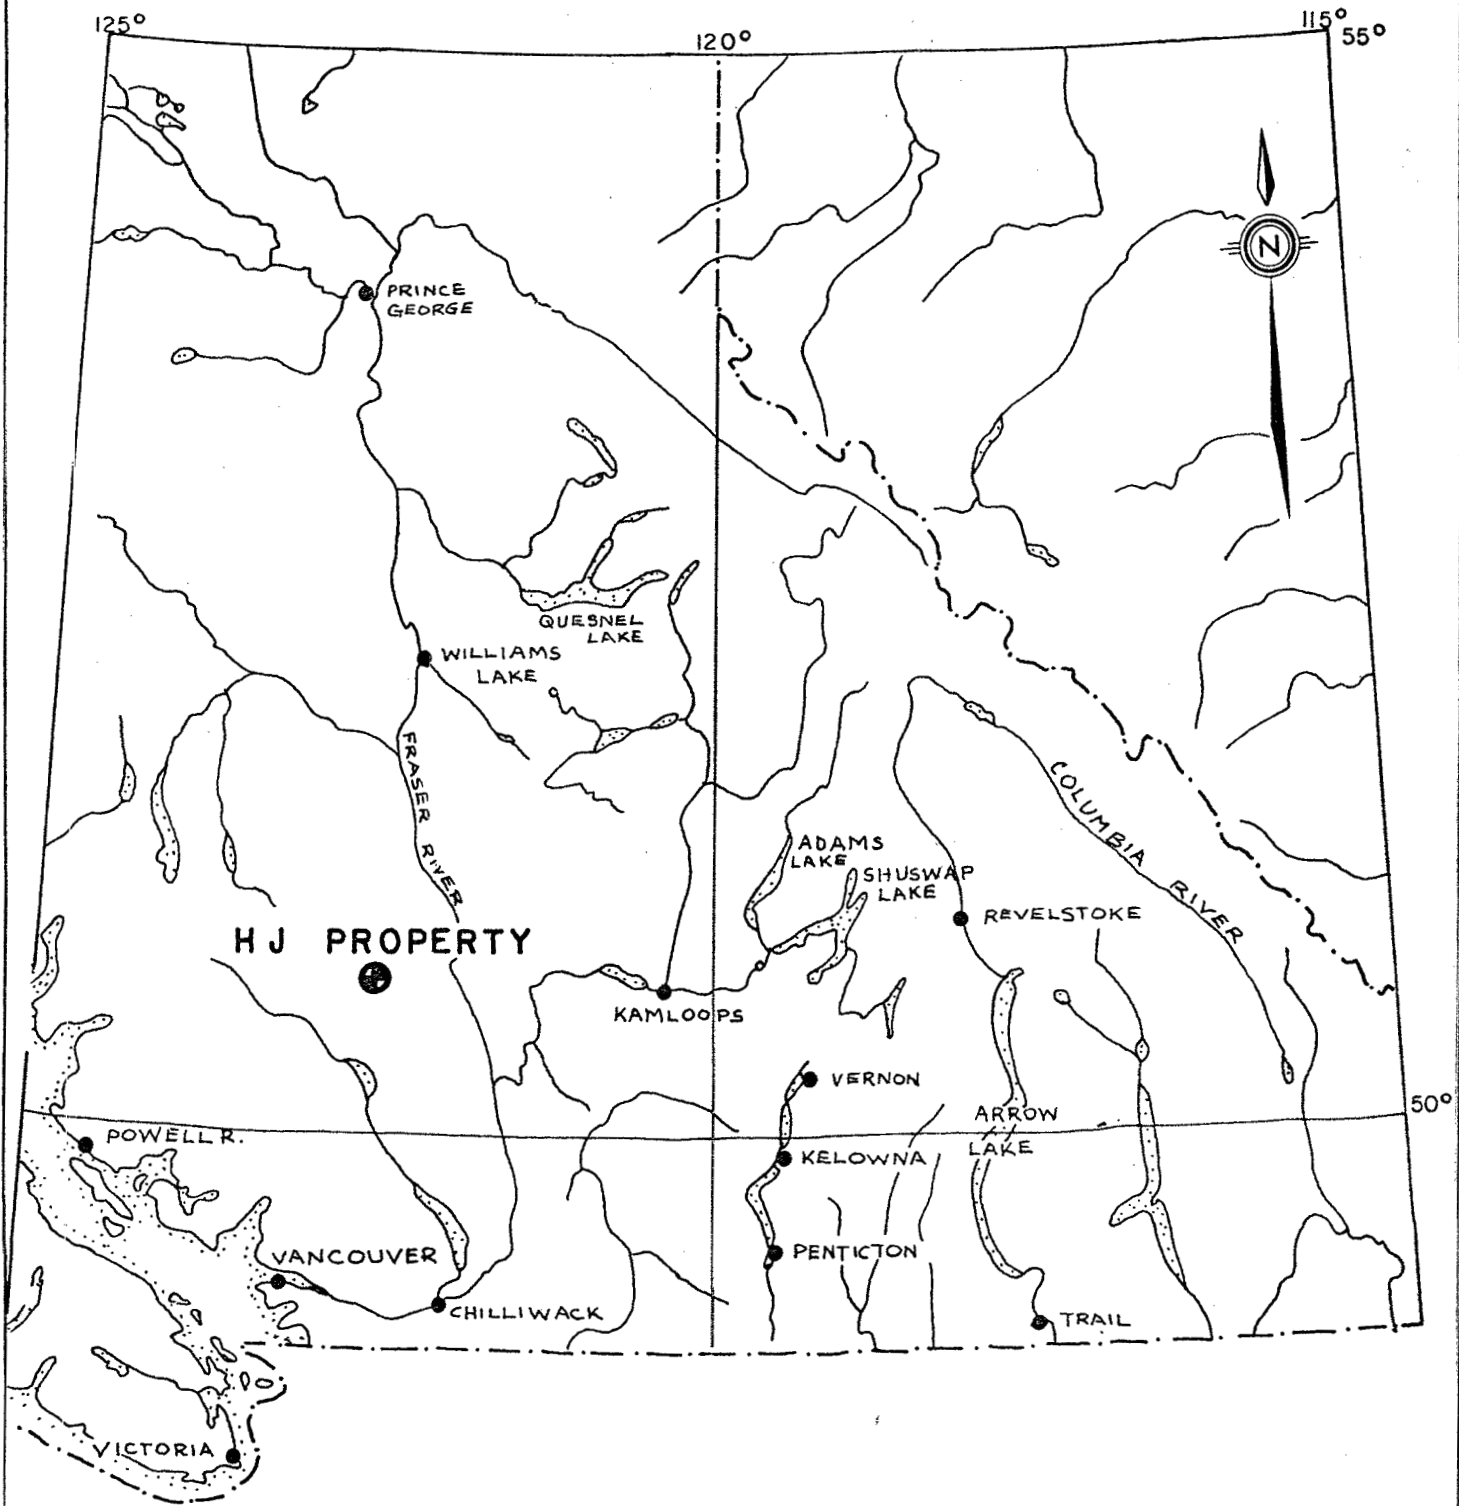 125°
120°
115°
55°
N
PRINCE
GEORGE
QUESNEL
LAKE
WILLIAMS
LAKE
FRASER RIVER
COLUMBIA RIVER
ADAMS
LAKE
SHUSWAP
LAKE
REVELSTOKE
HJ PROPERTY
KAMLOOPS
VERNON
50°
ARROW
LAKE
POWELL R.
KELOWNA
VANCOUVER
PENTICTON
CHILLIWACK
TRAIL
VICTORIA